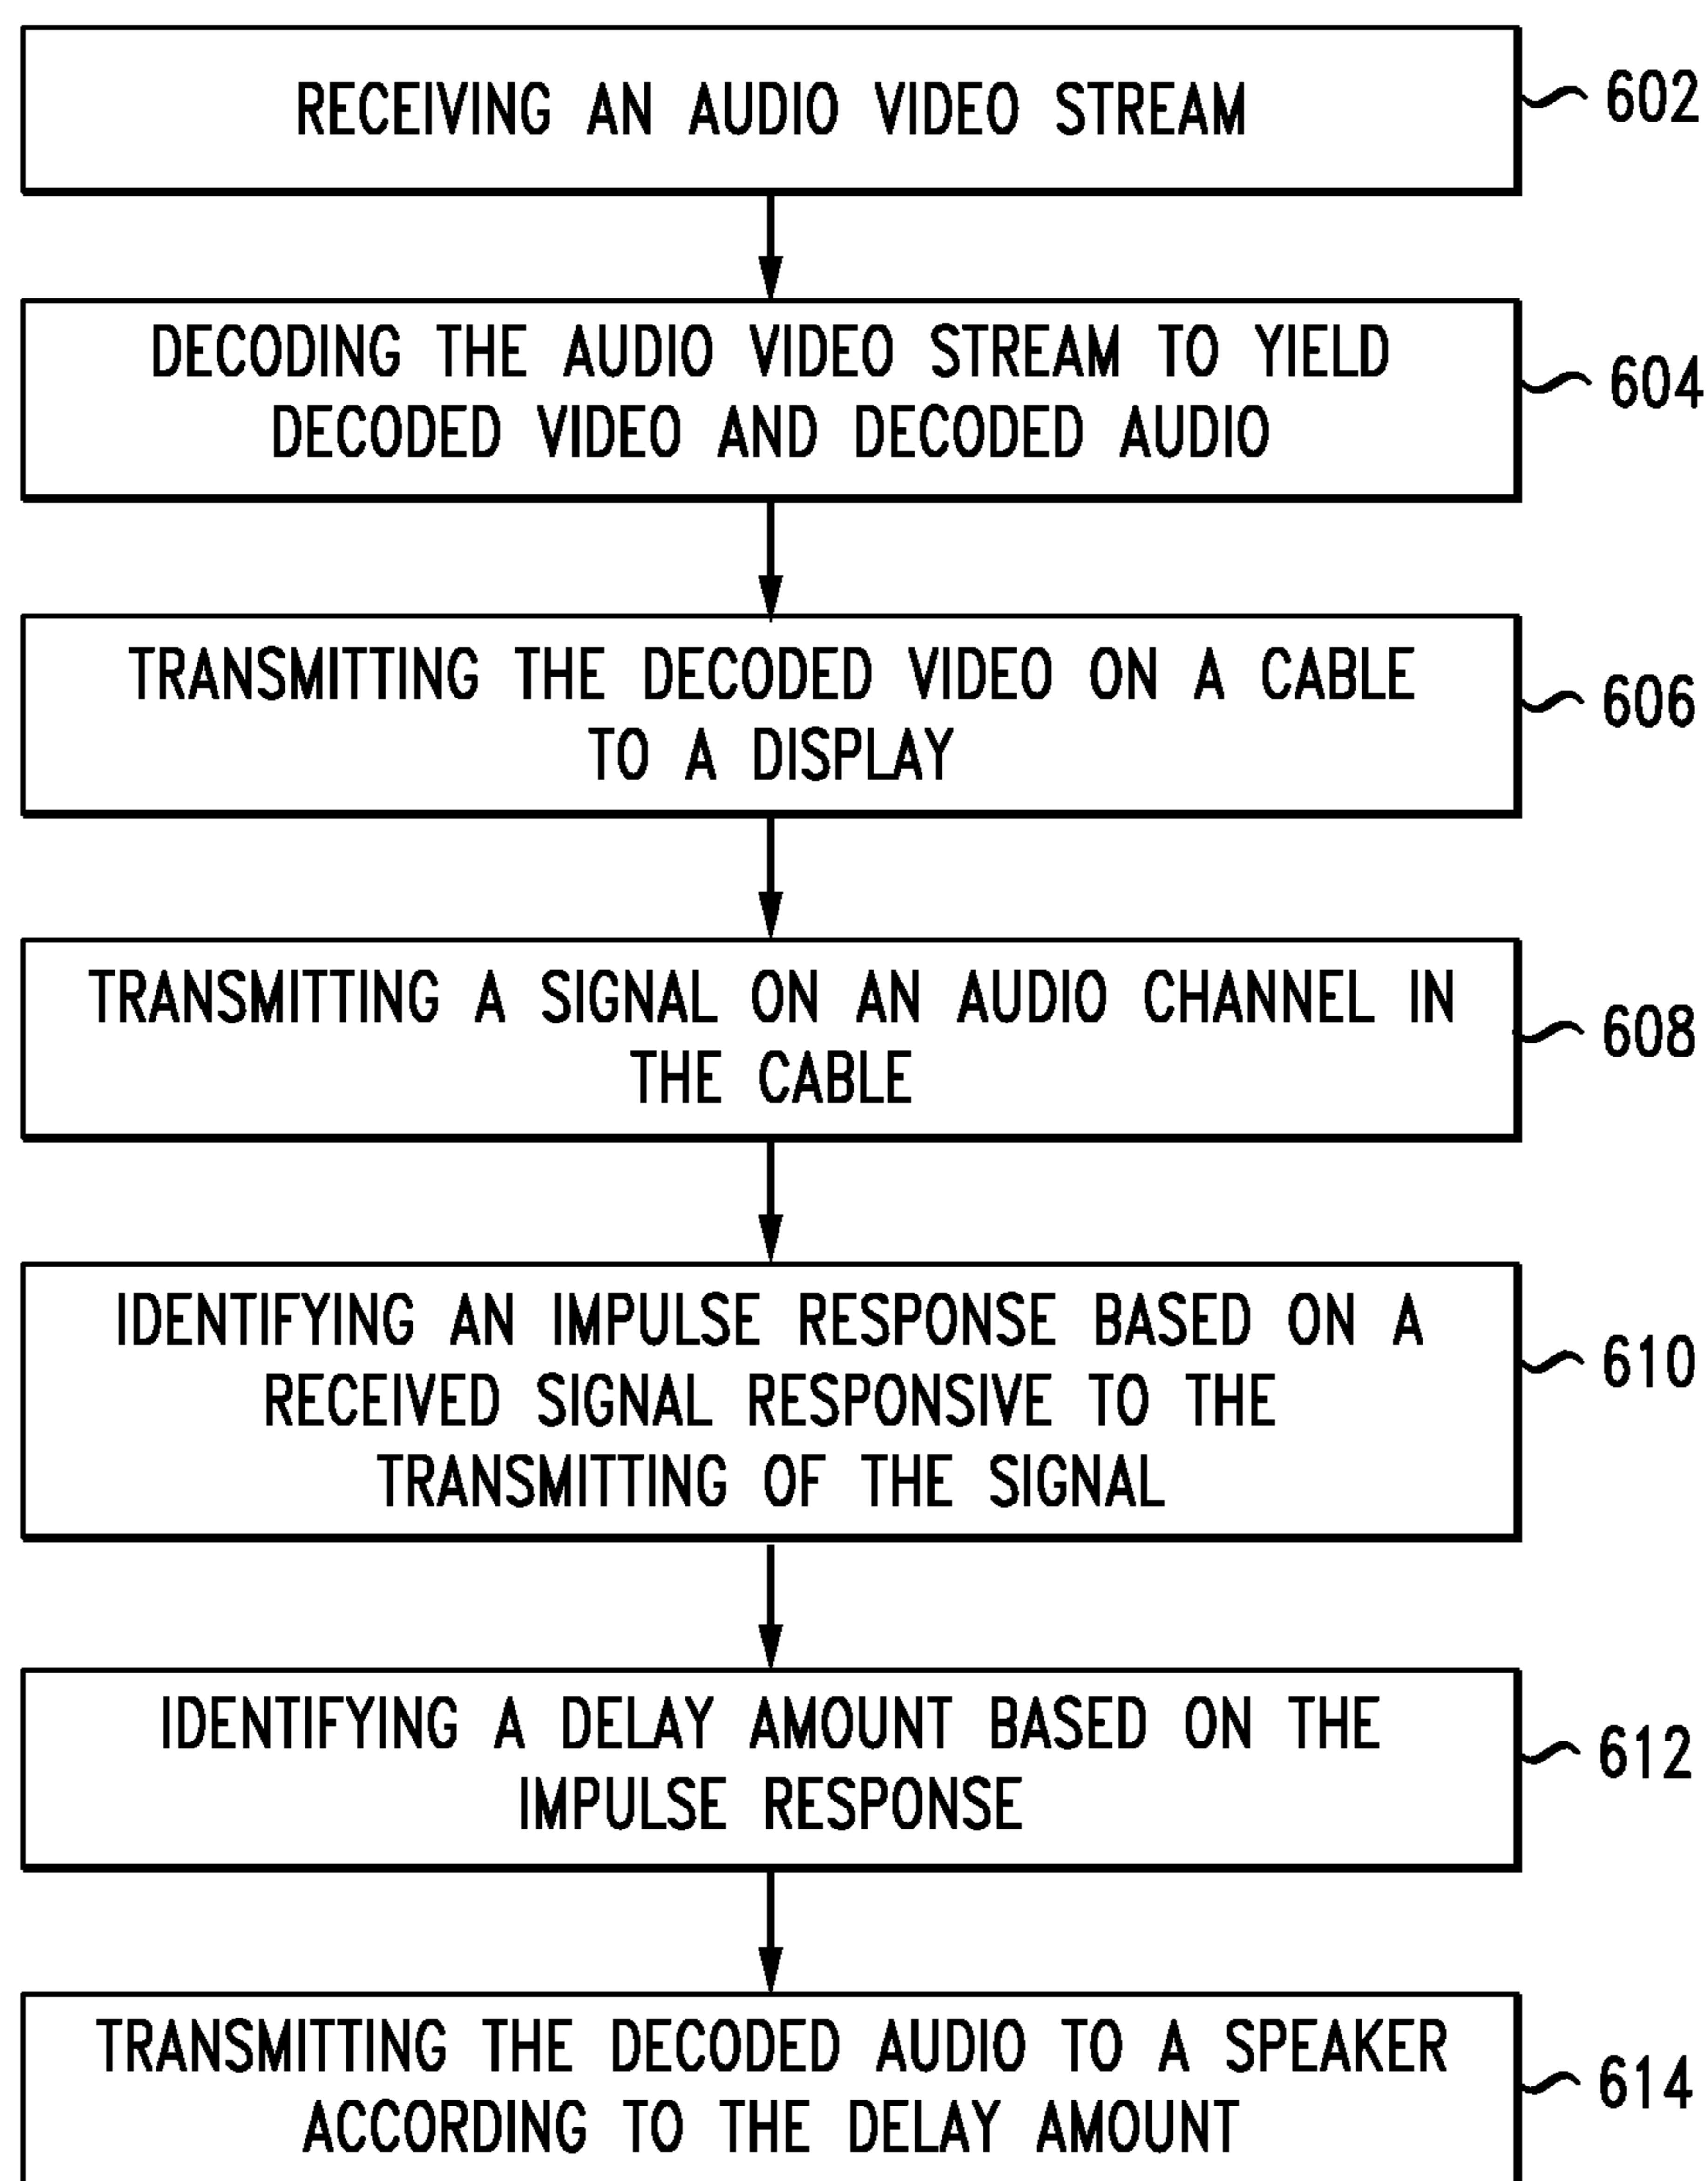 RECEIVING AN AUDIO VIDEO STREAM
602
DECODING THE AUDIO VIDEO STREAM TO YIELD
DECODED VIDEO AND DECODED AUDIO
604
TRANSMITTING THE DECODED VIDEO ON A CABLE
TO A DISPLAY
606
TRANSMITTING A SIGNAL ON AN AUDIO CHANNEL IN
THE CABLE
608
IDENTIFYING AN IMPULSE RESPONSE BASED ON A
RECEIVED SIGNAL RESPONSIVE TO THE
TRANSMITTING OF THE SIGNAL
610
IDENTIFYING A DELAY AMOUNT BASED ON THE
IMPULSE RESPONSE
612
TRANSMITTING THE DECODED AUDIO TO A SPEAKER
ACCORDING TO THE DELAY AMOUNT
614